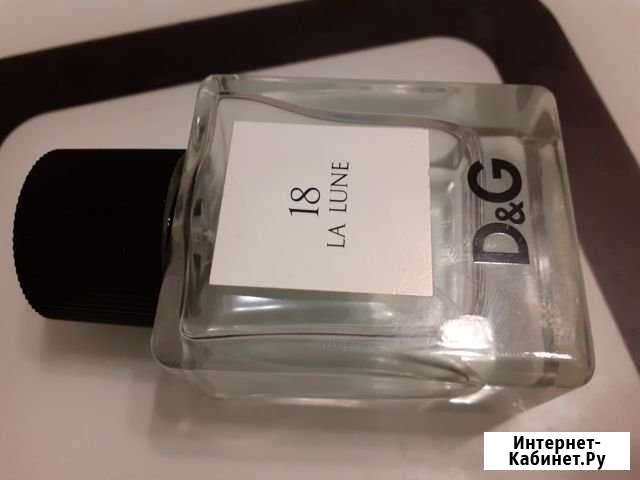 18
LA LUNE
D&G
Интернет-
Кабинет.Ру